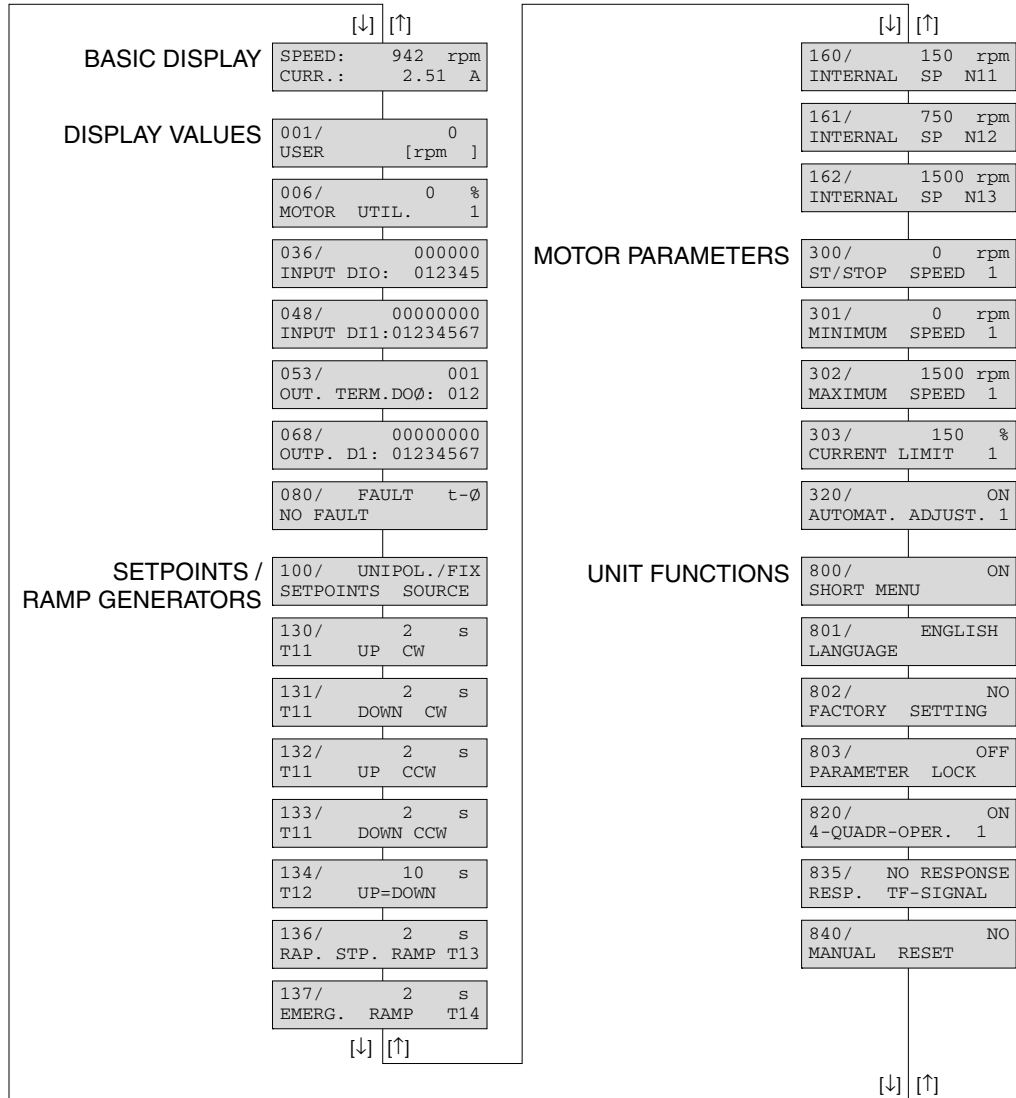 [↓] [↑]
BASIC DISPLAY
SPEED: 942 rpm
CURR.: 2.51 A
DISPLAY VALUES
001/ 0
USER [rpm ]
006/ 0 %
MOTOR UTIL. 1
036/ 000000
INPUT DIO: 012345
048/ 00000000
INPUT DI1:01234567
053/ 001
OUT. TERM.DOØ: 012
068/ 00000000
OUTP. D1: 01234567
080/ FAULT t-Ø
NO FAULT
SETPOINTS /
RAMP GENERATORS
100/ UNIPOL./FIX
SETPOINTS SOURCE
130/ 2 s
T11 UP CW
131/ 2 s
T11 DOWN CW
132/ 2 s
T11 UP CCW
133/ 2 s
T11 DOWN CCW
134/ 10 s
T12 UP=DOWN
136/ 2 s
RAP. STP. RAMP T13
137/ 2 s
EMERG. RAMP T14
[↓] [↑]
[↓] [↑]
160/ 150 rpm
INTERNAL SP N11
161/ 750 rpm
INTERNAL SP N12
162/ 1500 rpm
INTERNAL SP N13
MOTOR PARAMETERS
300/ 0 rpm
ST/STOP SPEED 1
301/ 0 rpm
MINIMUM SPEED 1
302/ 1500 rpm
MAXIMUM SPEED 1
303/ 150 %
CURRENT LIMIT 1
320/ ON
AUTOMAT. ADJUST. 1
UNIT FUNCTIONS
800/ ON
SHORT MENU
801/ ENGLISH
LANGUAGE
802/ NO
FACTORY SETTING
803/ OFF
PARAMETER LOCK
820/ ON
4-QUADR-OPER. 1
835/ NO RESPONSE
RESP. TF-SIGNAL
840/ NO
MANUAL RESET
[↓] [↑]